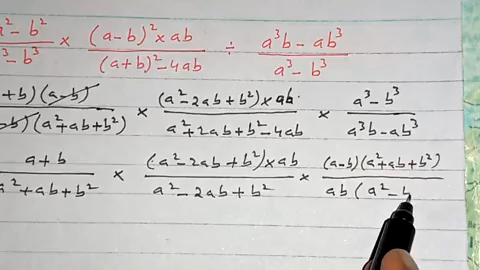 a² - b² / a³ - b³ × (a-b)² × ab / (a+b)² - 4ab ÷ a³b - ab³ / a³ - b³
+ b) (a-b) / -b) (a² + ab + b²) × (a² - 2ab + b²) × ab / a² + 2ab + b² - 4ab × a³ - b³ / a³b - ab³
a + b / a² + ab + b² × (a² - 2ab + b²) × ab / a² - 2ab + b² × (a-b) (a² + ab + b²) / ab (a² - b